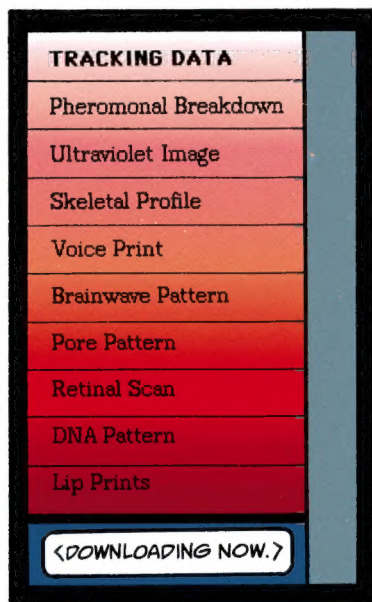 TRACKING DATA
Pheromonal Breakdown
Ultraviolet Image
Skeletal Profile
Voice Print
Brainwave Pattern
Pore Pattern
Retinal Scan
DNA Pattern
Lip Prints
<DOWNLOADING NOW.>